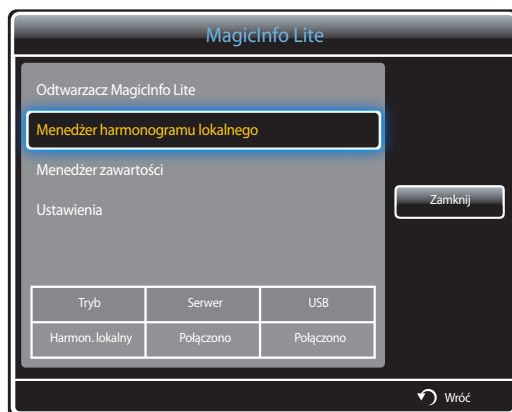 MagicInfo Lite
Odtwarzacz MagicInfo Lite
Menedżer harmonogramu lokalnego
Menedżer zawartości
Ustawienia
Zamknij
Tryb Serwer USB
Harmon. lokalny Połączono Połączono
Wróć